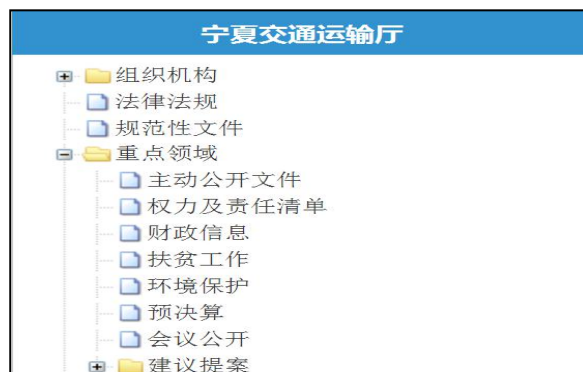 宁夏交通运输厅
组织机构
法律法规
规范性文件
重点领域
主动公开文件
权力及责任清单
财政信息
扶贫工作
环境保护
预决算
会议公开
建议提案